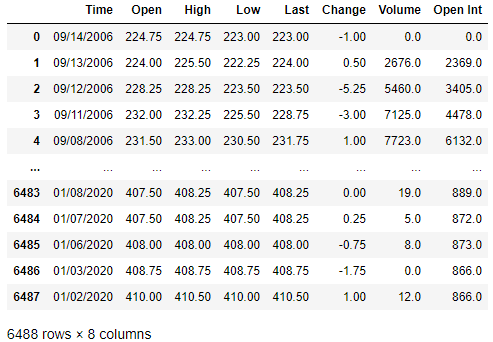 Time Open High Low Last Change Volume Open Int
0 09/14/2006 224.75 224.75 223.00 223.00 -1.00 0.0 0.0
1 09/13/2006 224.00 225.50 222.25 224.00 0.50 2676.0 2369.0
2 09/12/2006 228.25 228.25 223.50 223.50 -5.25 5460.0 3405.0
3 09/11/2006 232.00 232.25 225.50 228.75 -3.00 7125.0 4478.0
4 09/08/2006 231.50 233.00 230.50 231.75 1.00 7723.0 6132.0
... ... ... ... ... ... ... ... ...
6483 01/08/2020 407.50 408.25 407.50 408.25 0.00 19.0 889.0
6484 01/07/2020 407.50 408.25 407.50 408.25 0.25 5.0 872.0
6485 01/06/2020 408.00 408.00 408.00 408.00 -0.75 8.0 873.0
6486 01/03/2020 408.75 408.75 408.75 408.75 -1.75 0.0 866.0
6487 01/02/2020 410.00 410.50 410.00 410.50 1.00 12.0 866.0
6488 rows × 8 columns